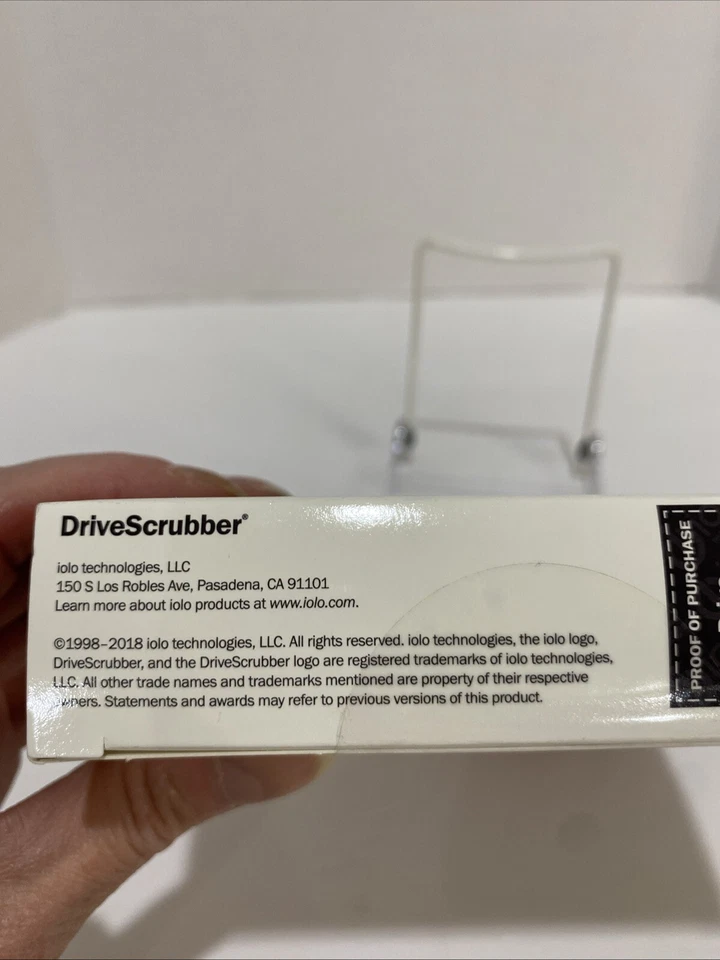 DriveScrubber®
iolo technologies, LLC
150 S Los Robles Ave, Pasadena, CA 91101
Learn more about iolo products at www.iolo.com.
©1998–2018 iolo technologies, LLC. All rights reserved. iolo technologies, the iolo logo,
DriveScrubber, and the DriveScrubber logo are registered trademarks of iolo technologies,
LLC. All other trade names and trademarks mentioned are property of their respective
owners. Statements and awards may refer to previous versions of this product.
PROOF OF PURCHASE